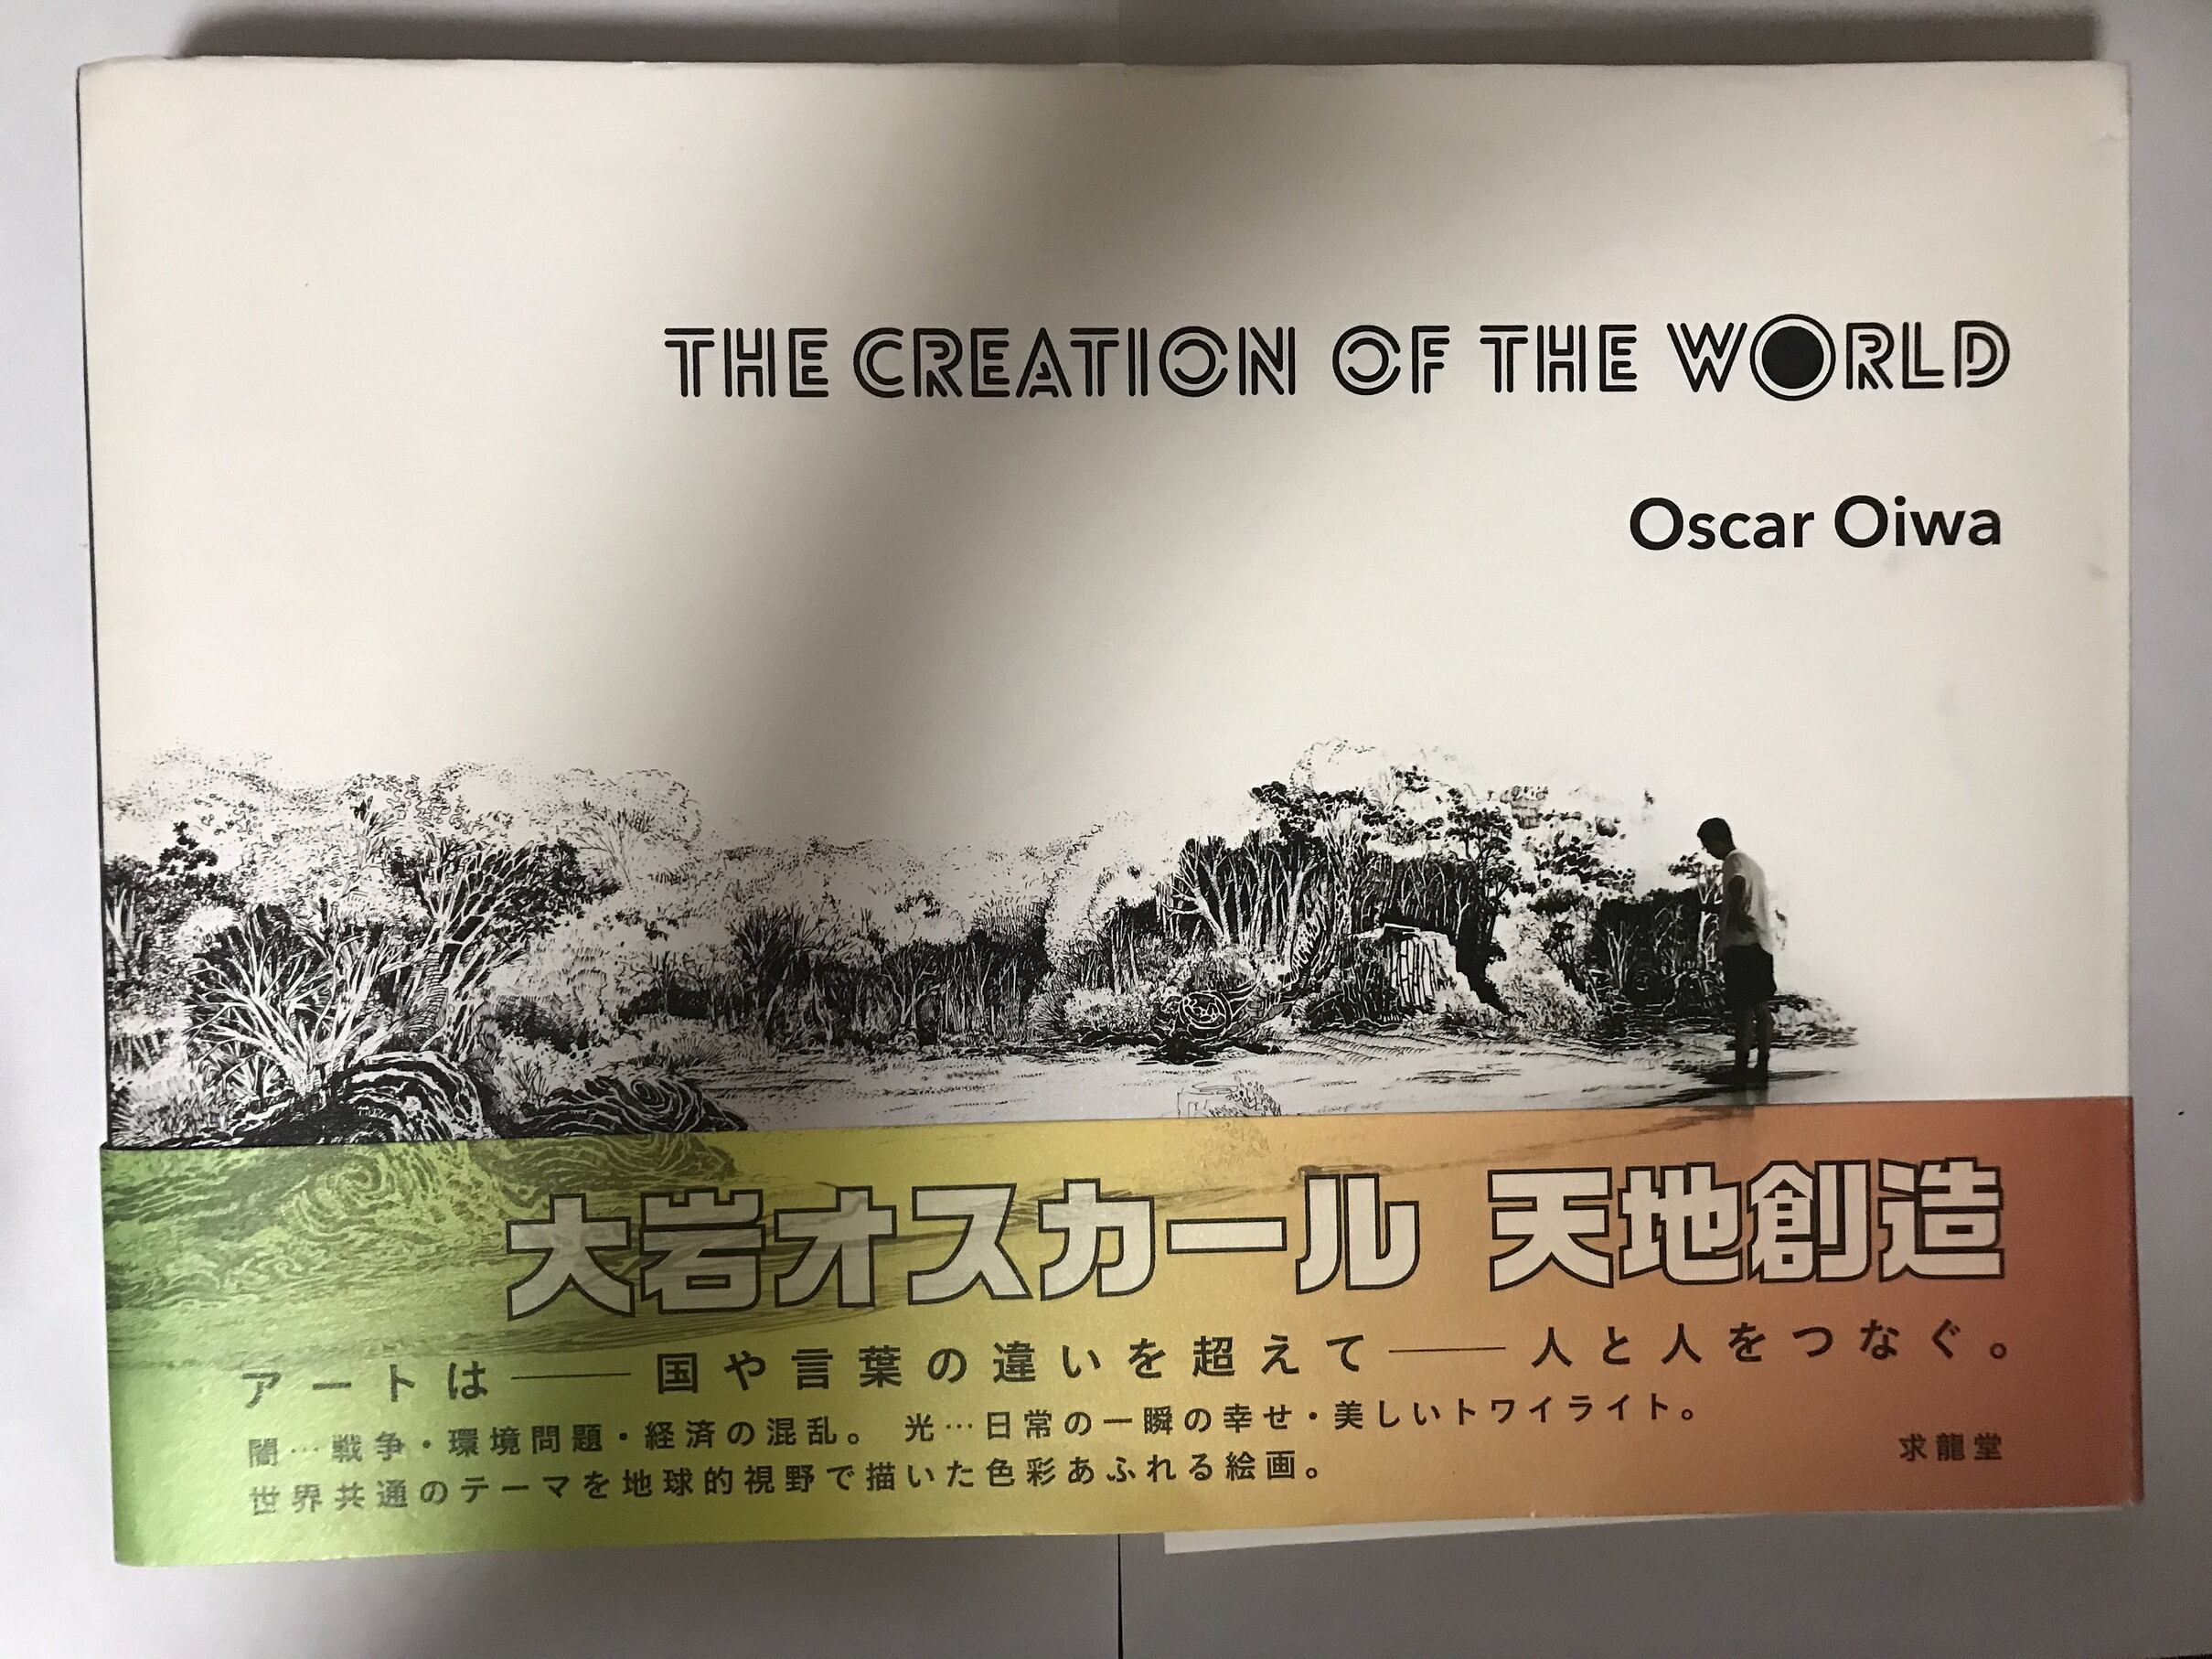 THE CREATION OF THE WORLD
Oscar Oiwa
大岩オスカール 天地創造
アートは――国や言葉の違いを超えて――人と人をつなぐ。
闇…戦争・環境問題・経済の混乱。 光…日常の一瞬の幸せ・美しいトワイライト。
世界共通のテーマを地球的視野で描いた色彩あふれる絵画。
求龍堂